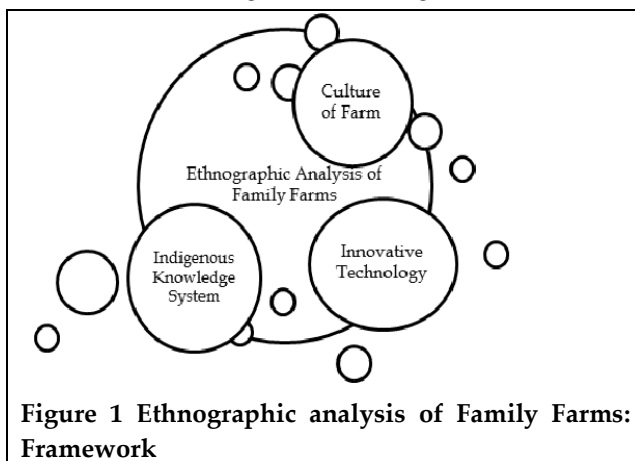 Culture
of Farm
Ethnographic Analysis of
Family Farms
Indigenous
Knowledge
System
Innovative
Technology
Figure 1 Ethnographic analysis of Family Farms:
Framework